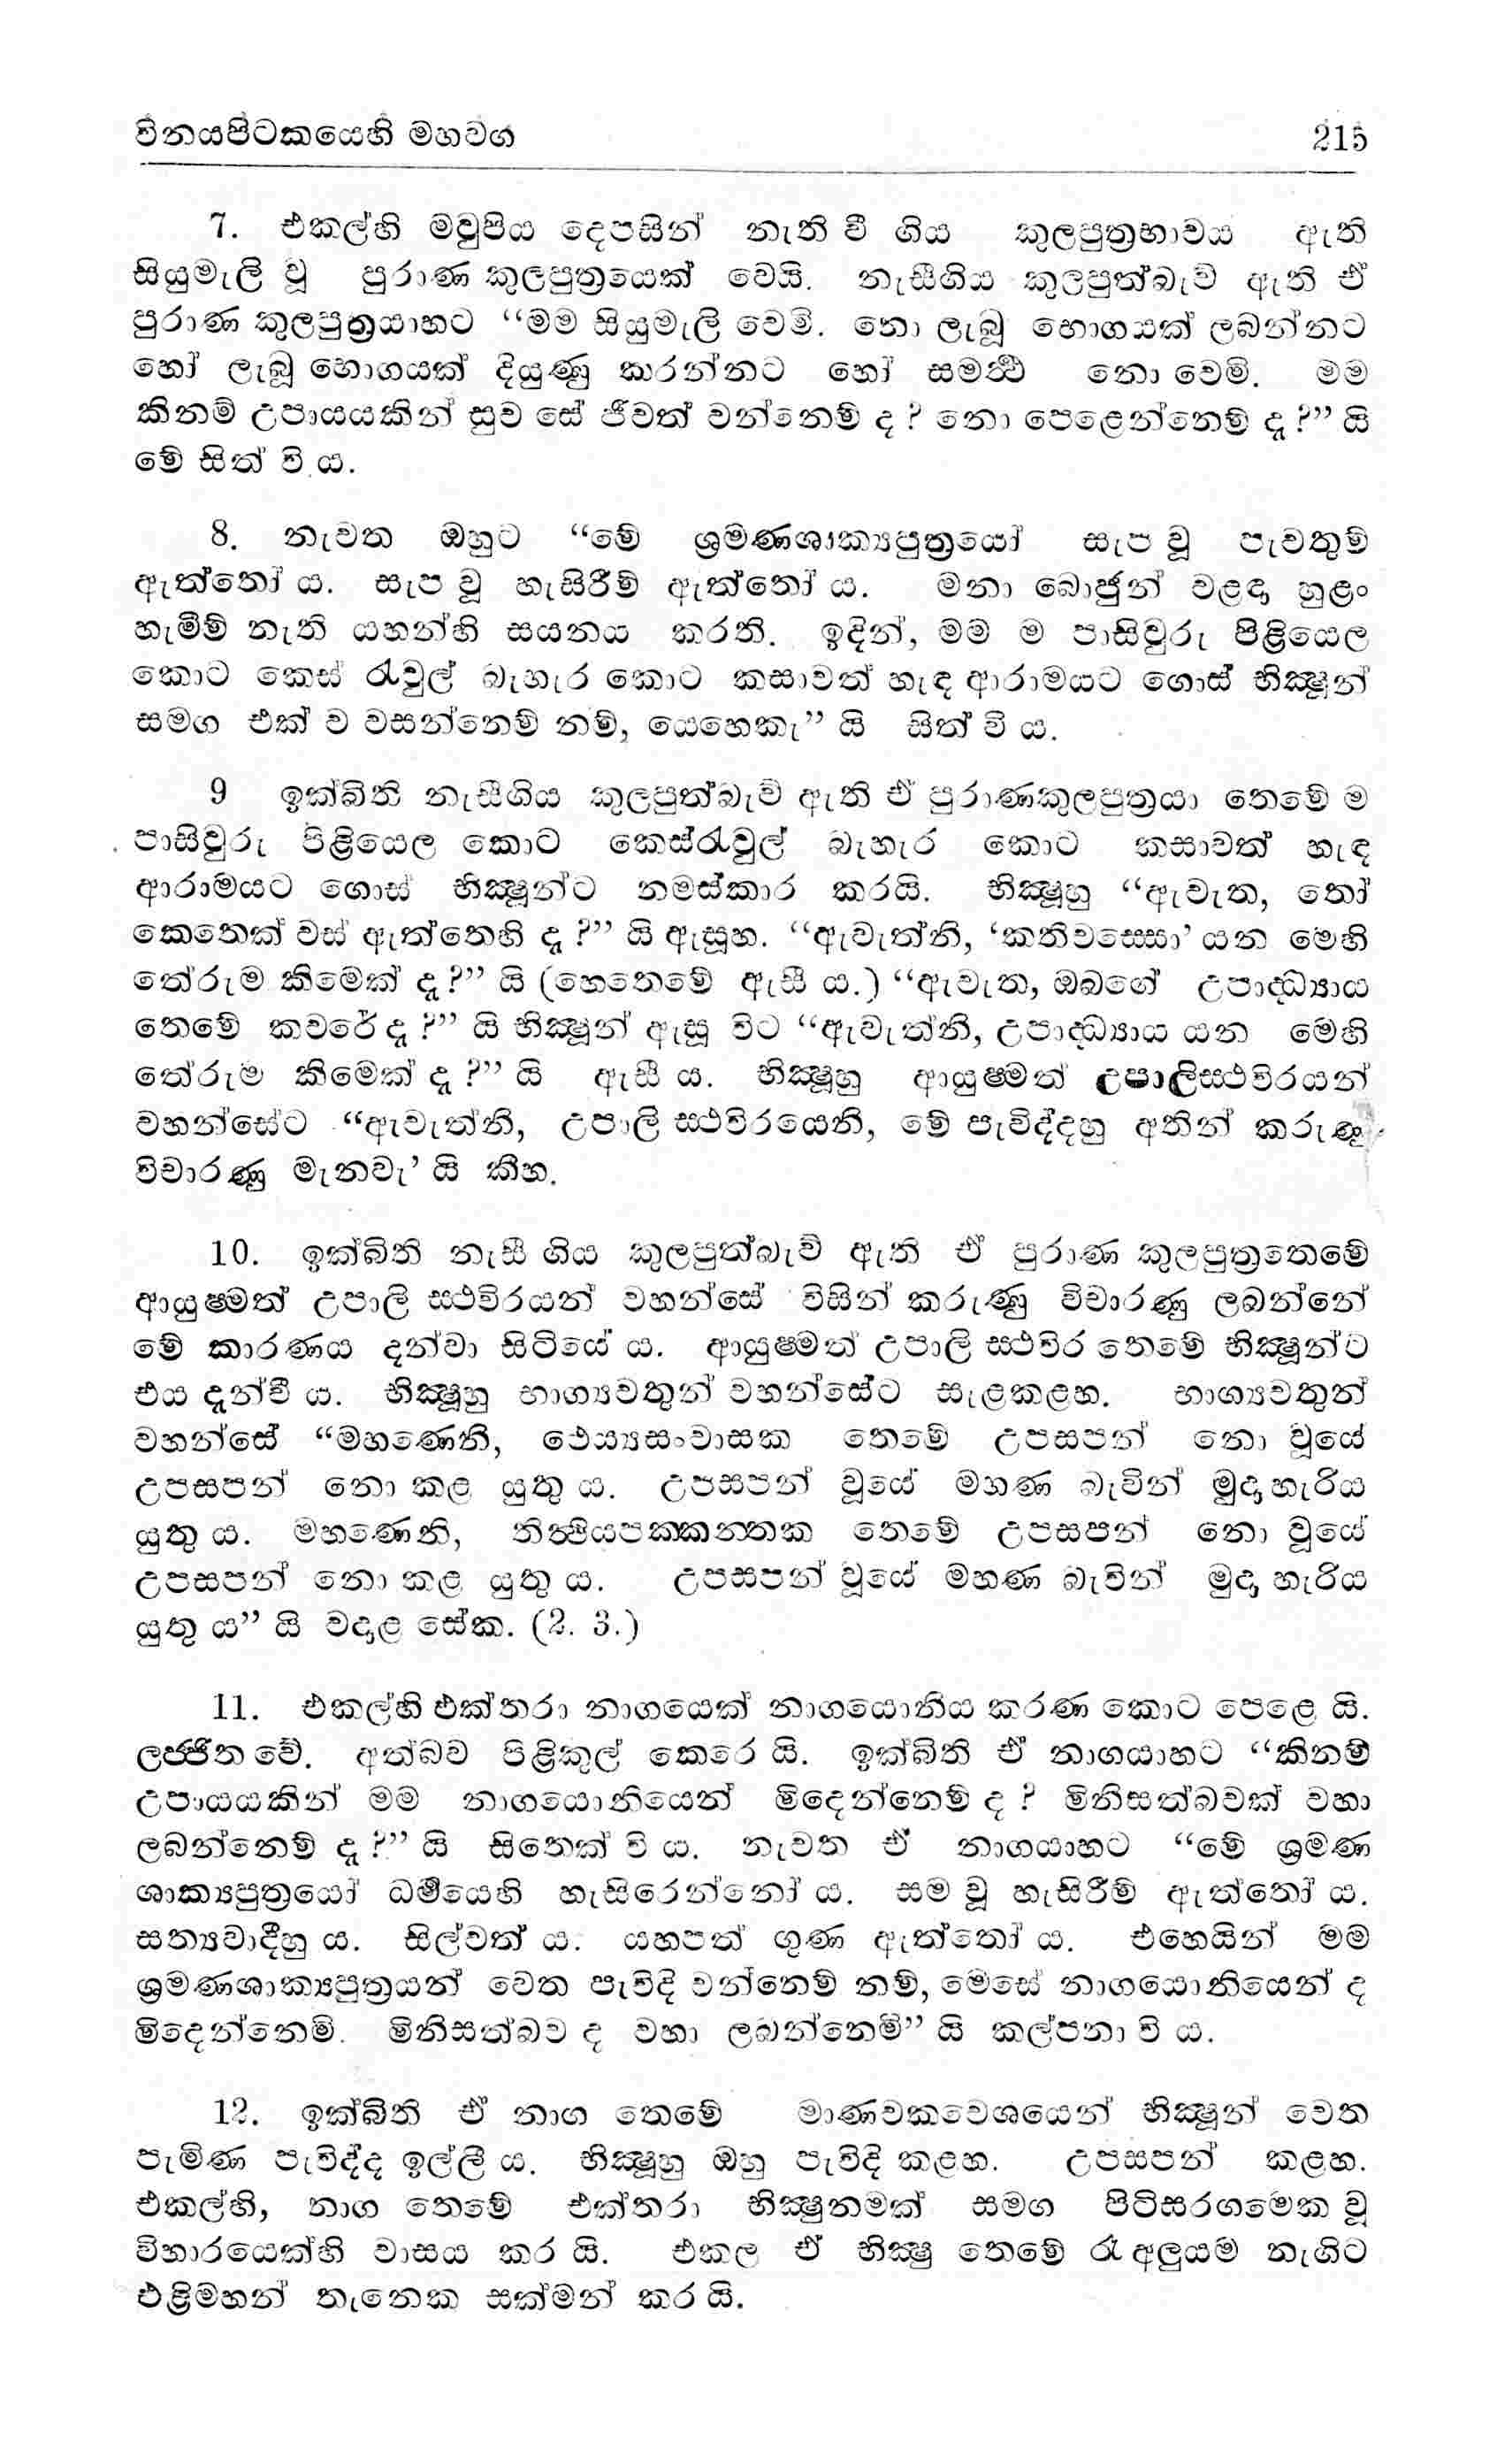 විනයපිටකයෙහි මහවග 215
7. එකල්හි මවුපිය දෙපසින් නැති වී ගිය කුලපුත්‍රභාවය ඇති
සියුමැලි වූ පුරාණ කුලපුත්‍රයෙක් වෙයි. නැසීගිය කුලපුත්බැව් ඇති ඒ
පුරාණ කුලපුත්‍රයාහට “මම සියුමැලි වෙමි. නො ලැබූ භොගයක් ලබන්නට
හෝ ලැබූ භොගයක් දියුණු කරන්නට හෝ සමර්‍ථ නො වෙමි. මම
කිනම් උපායයකින් සුව සේ ජීවත් වන්නෙම් ද ? නො පෙළෙන්නෙම් ද ?” යි
මේ සිත් වි ය.
8. නැවත ඔහුට “මේ ශ්‍රමණශාක්‍යපුත්‍රයෝ සැප වූ පැවතුම්
ඇත්තෝ ය. සැප වූ හැසිරීම් ඇත්තෝ ය. මනා බොජුන් වළඳා හුළං
හැමීම් නැති යහන්හි සයනය කරති. ඉදින්, මම ම පාසිවුරු පිළියෙල
කොට කෙස් රැවුල් බැහැර කොට කසාවත් හැඳ ආරාමයට ගොස් භික්‍ෂූන්
සමග එක් ව වසන්නෙම් නම්, යෙහෙකැ” යි සිත් වි ය.
9 ඉක්බිති නැසීගිය කුලපුත්බැව් ඇති ඒ පුරාණකුලපුත්‍රයා තෙමේ ම
පාසිවුරු පිළියෙල කොට කෙස්රැවුල් බැහැර කොට කසාවත් හැඳ
ආරාමයට ගොස් භික්‍ෂූන්ට නමස්කාර කරයි. භික්‍ෂූහු “ඇවැත, තෝ
කෙතෙක් වස් ඇත්තෙහි ද ?” යි ඇසූහ. “ඇවැත්නි, ‘කතිවස්සො’ යන මෙහි
තේරුම කිමෙක් ද ?” යි (හෙතෙමේ ඇසී ය.) “ඇවැත, ඔබගේ උපාද්‍ධ්‍යාය
තෙමේ කවරේ ද ?” යි භික්‍ෂූන් ඇසූ විට “ඇවැත්නි, උපාද්‍ධ්‍යාය යන මෙහි
තේරුම කිමෙක් ද ?” යි ඇසී ය. භික්‍ෂූහු ආයුෂ්මත් උපාලිස්ථවිරයන්
වහන්සේට “ඇවැත්නි, උපාලි ස්ථවිරයෙනි, මේ පැවිද්දහු අතින් කරුණු
විචාරණු මැනවැ’ යි කීහ.
10. ඉක්බිති නැසී ගිය කුලපුත්බැව් ඇති ඒ පුරාණ කුලපුත්‍රතෙමේ
ආයුෂ්මත් උපාලි ස්ථවිරයන් වහන්සේ විසින් කරුණු විචාරණු ලබන්නේ
මේ කාරණය දන්වා සිටියේ ය. ආයුෂ්මත් උපාලි ස්ථවිර තෙමේ භික්‍ෂූන්ට
එය දැන්වී ය. භික්‍ෂූහු භාග්‍යවතුන් වහන්සේට සැළකළහ. භාග්‍යවතුන්
වහන්සේ “මහණෙනි, ථෙය්‍යසංවාසක තෙමේ උපසපන් නො වූයේ
උපසපන් නො කළ යුතු ය. උපසපන් වූයේ මහණ බැවින් මුදා හැරිය
යුතු ය. මහණෙනි, තිත්‍ථියපක්කන්තක තෙමේ උපසපන් නො වූයේ
උපසපන් නො කළ යුතු ය. උපසපන් වූයේ මහණ බැවින් මුදා හැරිය
යුතු ය” යි වදාළ සේක. (2. 3.)
11. එකල්හි එක්තරා නාගයෙක් නාගයොනිය කරණ කොට පෙළෙ යි.
ලජ්ජිත වේ. අත්බව පිළිකුල් කෙරෙ යි. ඉක්බිති ඒ නාගයාහට “කිනම්
උපායයකින් මම නාගයොනියෙන් මිදෙන්නෙම් ද ? මිනිසත්බවක් වහා
ලබන්නෙම් ද ?” යි සිතෙක් වි ය. නැවත ඒ නාගයාහට “මේ ශ්‍රමණ
ශාක්‍යපුත්‍රයෝ ධර්‍මයෙහි හැසිරෙන්නෝ ය. සම වූ හැසිරීම් ඇත්තෝ ය.
සත්‍යවාදීහු ය. සිල්වත් ය. යහපත් ගුණ ඇත්තෝ ය. එහෙයින් මම
ශ්‍රමණශාක්‍යපුත්‍රයන් වෙත පැවිදි වන්නෙම් නම්, මෙසේ නාගයොනියෙන් ද
මිදෙන්නෙමි. මිනිසත්බව ද වහා ලබන්නෙමි” යි කල්පනා වි ය.
12. ඉක්බිති ඒ නාග තෙමේ මාණවකවෙශයෙන් භික්‍ෂූන් වෙත
පැමිණ පැවිද්ද ඉල්ලී ය. භික්‍ෂූහු ඔහු පැවිදි කළහ. උපසපන් කළහ.
එකල්හි, නාග තෙමේ එක්තරා භික්‍ෂුනමක් සමග පිටිසරගමෙක වූ
විහාරයෙක්හි වාසය කර යි. එකල ඒ භික්‍ෂු තෙමේ රෑ අලුයම නැගිට
එළිමහන් තැනෙක සක්මන් කර යි.